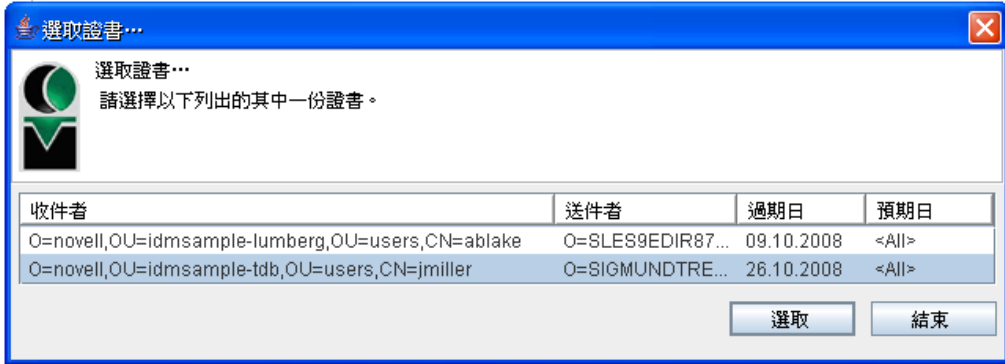 選取證書…
選取證書…
請選擇以下列出的其中一份證書。
收件者 送件者 過期日 預期日
O=novell,OU=idmsample-lumberg,OU=users,CN=ablake O=SLES9EDIR87... 09.10.2008 <All>
O=novell,OU=idmsample-tdb,OU=users,CN=jmiller O=SIGMUNDTRE... 26.10.2008 <All>
選取 結束